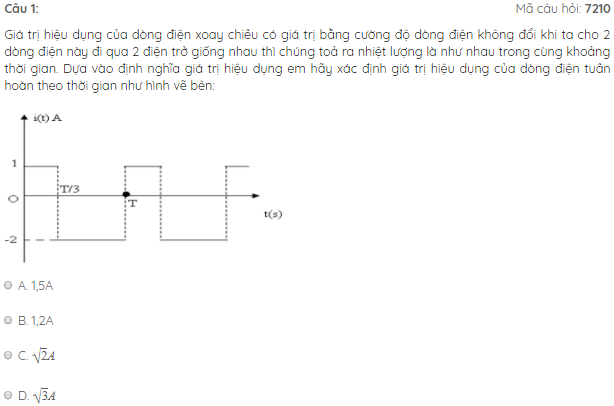 Câu 1: Mã câu hỏi: 7210
Giá trị hiệu dụng của dòng điện xoay chiều có giá trị bằng cường độ dòng điện không đổi khi ta cho 2
dòng điện này đi qua 2 điện trở giống nhau thì chúng toả ra nhiệt lượng là như nhau trong cùng khoảng
thời gian. Dựa vào định nghĩa giá trị hiệu dụng em hãy xác định giá trị hiệu dụng của dòng điện tuân
hoàn theo thời gian như hình vẽ bên:
i(t) A
1
T/3
O
T
t(s)
-2
A. 1,5A
B. 1,2A
C. √2A
D. √3A